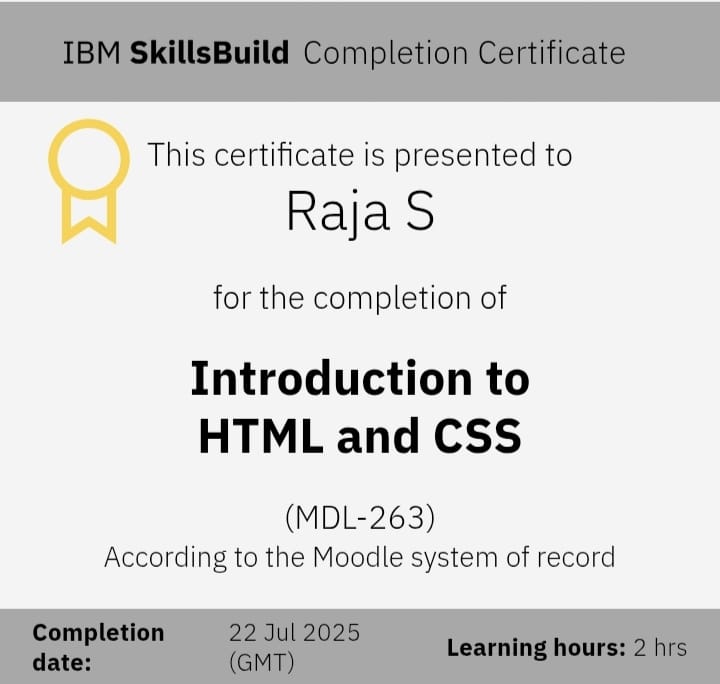 IBM SkillsBuild Completion Certificate
This certificate is presented to
Raja S
for the completion of
Introduction to
HTML and CSS
(MDL-263)
According to the Moodle system of record
Completion
date:
22 Jul 2025
(GMT)
Learning hours: 2 hrs